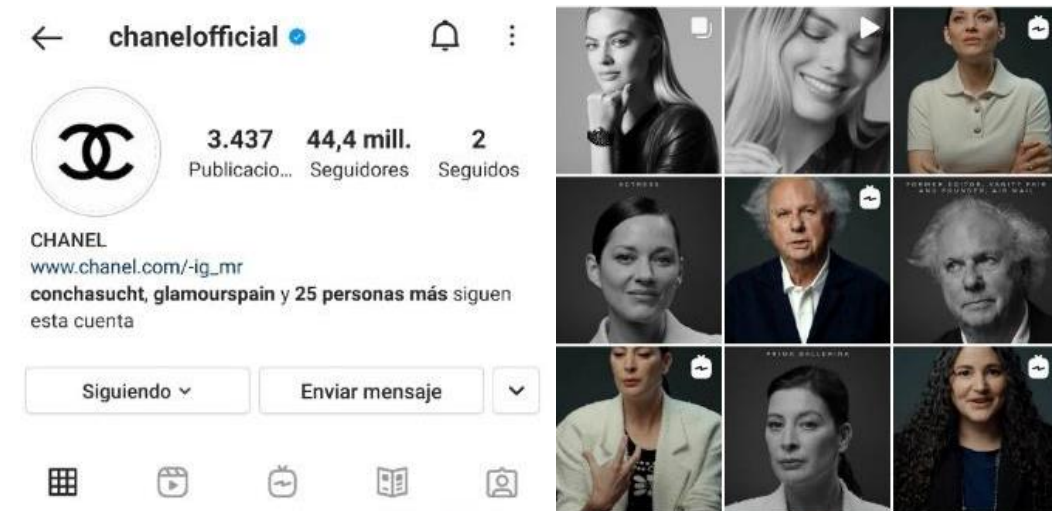 chanelofficial
3.437 44,4 mill. 2
Publicacio... Seguidores Seguidos
CHANEL
www.chanel.com/-ig_mr
conchasucht, glamourspain y 25 personas más siguen
esta cuenta
Siguiendo Enviar mensaje
ACTRESS
FORMER EDITOR, VANITY FAIR
AND FOUNDER, AIR MAIL
PRIMA BALLERINA